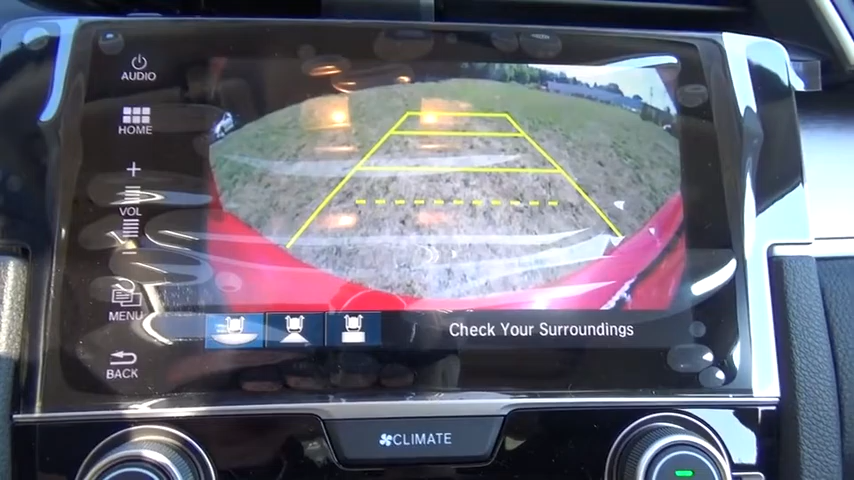 AUDIO
HOME
+
VOL
–
MENU
BACK
Check Your Surroundings
CLIMATE